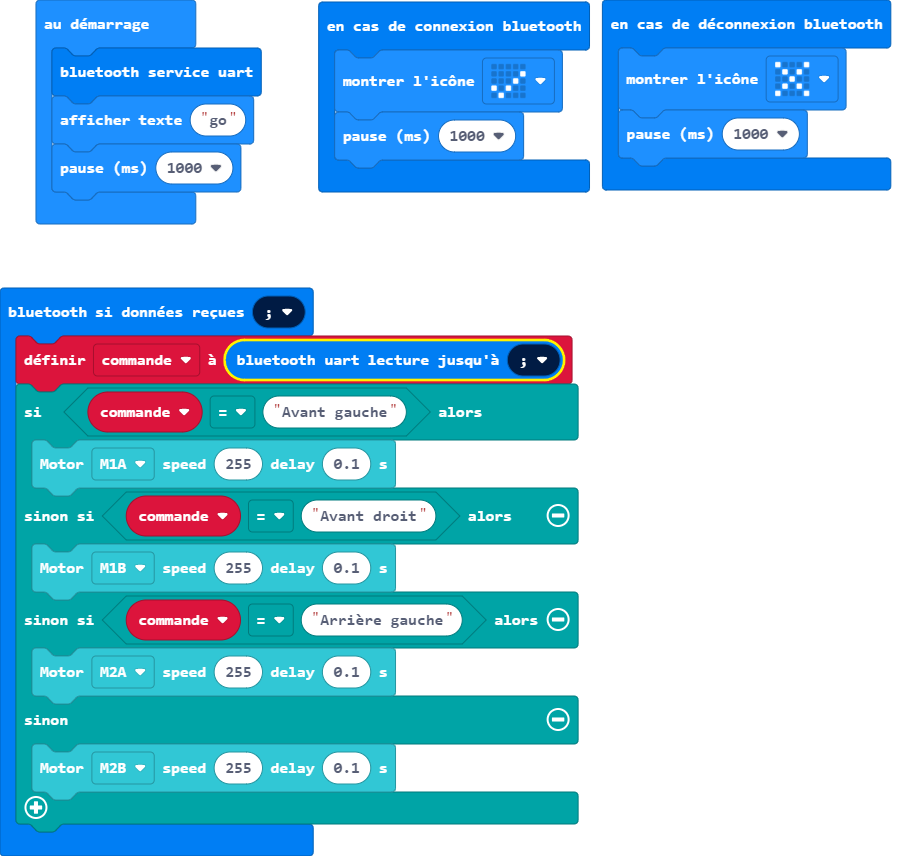 au démarrage
bluetooth service uart
afficher texte "go"
pause (ms) 1000
en cas de connexion bluetooth
montrer l'icône
pause (ms) 1000
en cas de déconnexion bluetooth
montrer l'icône
pause (ms) 1000
bluetooth si données reçues ;
définir commande à bluetooth uart lecture jusqu'à ;
si commande = "Avant gauche" alors
Motor M1A speed 255 delay 0.1 s
sinon si commande = "Avant droit" alors
Motor M1B speed 255 delay 0.1 s
sinon si commande = "Arrière gauche" alors
Motor M2A speed 255 delay 0.1 s
sinon
Motor M2B speed 255 delay 0.1 s